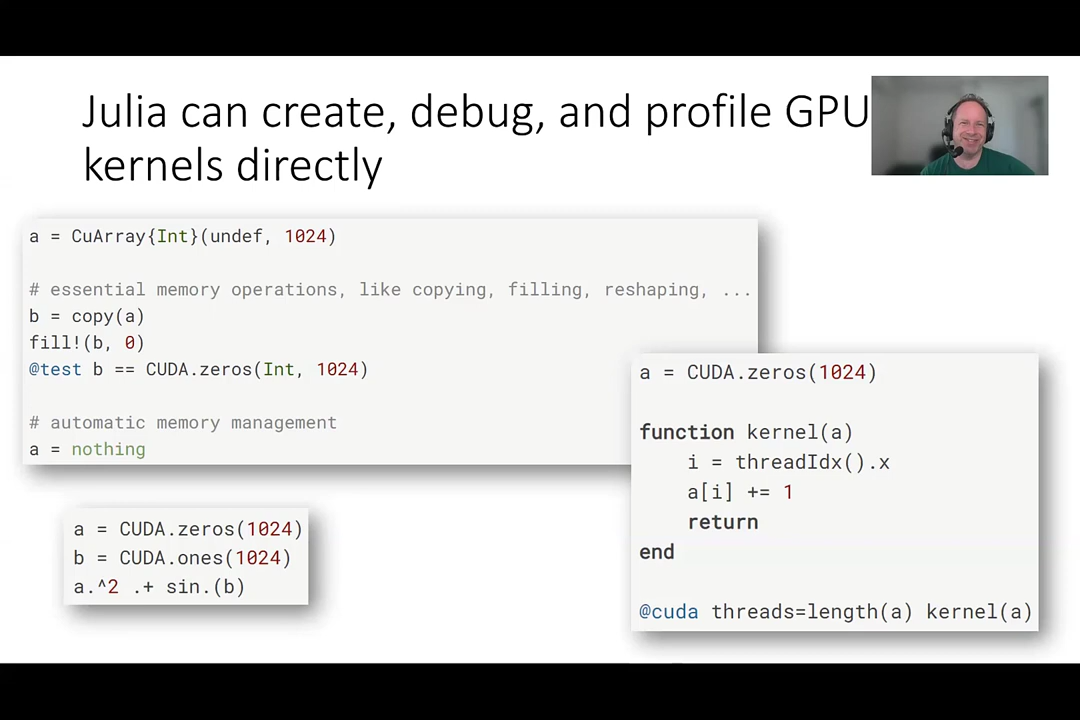 Julia can create, debug, and profile GPU
kernels directly
a = CuArray{Int}(undef, 1024)
# essential memory operations, like copying, filling, reshaping, ...
b = copy(a)
fill!(b, 0)
@test b == CUDA.zeros(Int, 1024)
# automatic memory management
a = nothing
a = CUDA.zeros(1024)
b = CUDA.ones(1024)
a.^2 .+ sin.(b)
a = CUDA.zeros(1024)
function kernel(a)
    i = threadIdx().x
    a[i] += 1
    return
end
@cuda threads=length(a) kernel(a)